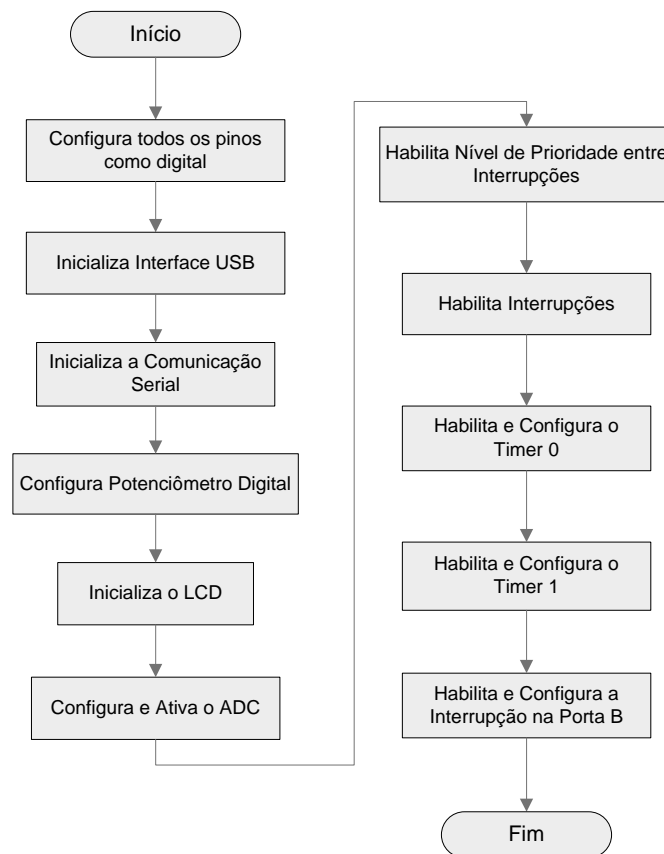 Início
Configura todos os pinos
como digital
Inicializa Interface USB
Inicializa a Comunicação
Serial
Configura Potenciômetro Digital
Inicializa o LCD
Configura e Ativa o ADC
Habilita Nível de Prioridade entre
Interrupções
Habilita Interrupções
Habilita e Configura o
Timer 0
Habilita e Configura o
Timer 1
Habilita e Configura a
Interrupção na Porta B
Fim